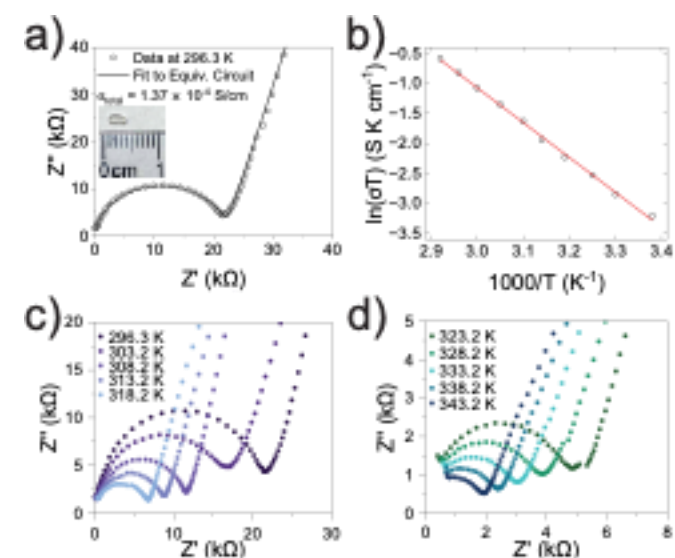 a)
40
30
20
10
0
Z" (kΩ)
Data at 296.3 K
Fit to Equiv. Circuit
σtotal = 1.37 × 10⁻⁴ S/cm
0cm 1
0 10 20 30 40
Z' (kΩ)
b)
-0.5
-1.0
-1.5
-2.0
-2.5
-3.0
-3.5
ln(σT) (S K cm⁻¹)
2.9 3.0 3.1 3.2 3.3 3.4
1000/T (K⁻¹)
c)
20
15
10
5
0
Z" (kΩ)
296.3 K
303.2 K
308.2 K
313.2 K
318.2 K
0 10 20 30
Z' (kΩ)
d)
5
4
3
2
1
0
Z" (kΩ)
323.2 K
328.2 K
333.2 K
338.2 K
343.2 K
0 2 4 6 8
Z' (kΩ)